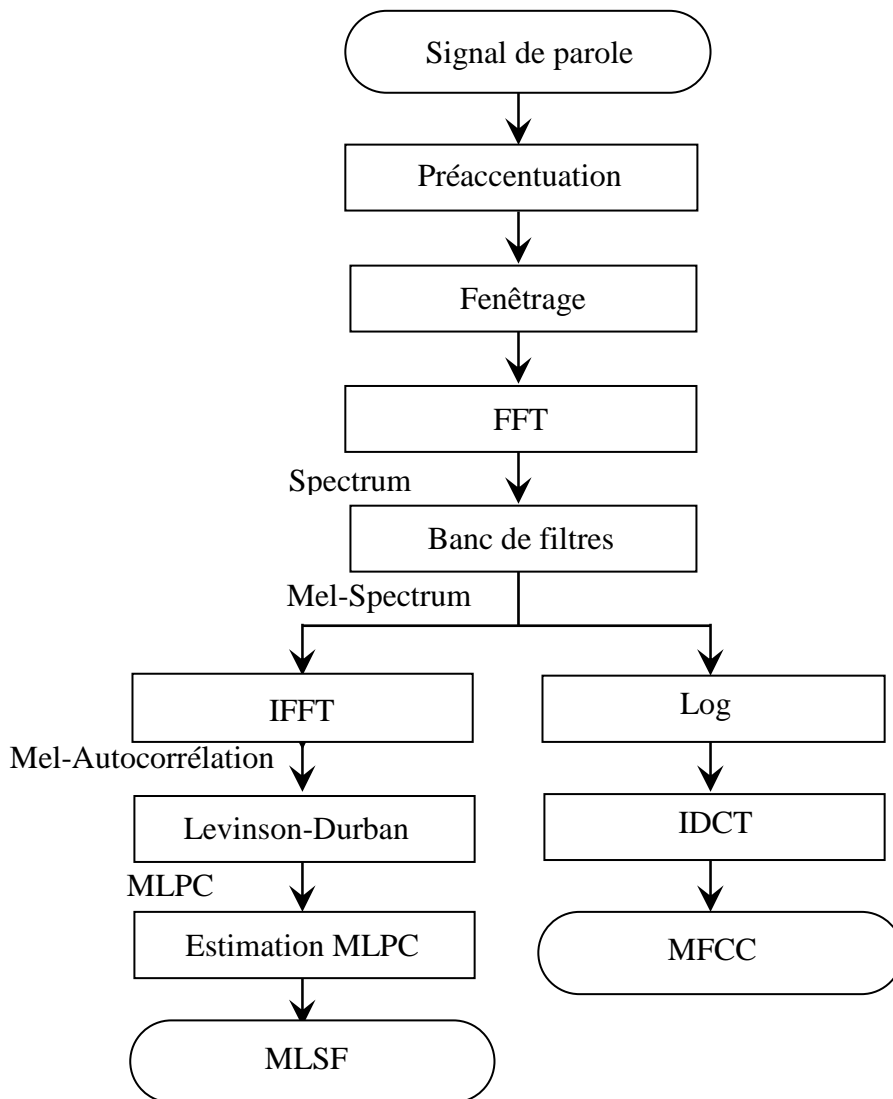 Signal de parole
Préaccentuation
Fenêtrage
FFT
Spectrum
Banc de filtres
Mel-Spectrum
IFFT
Log
Mel-Autocorrélation
Levinson-Durban
IDCT
MLPC
Estimation MLPC
MFCC
MLSF